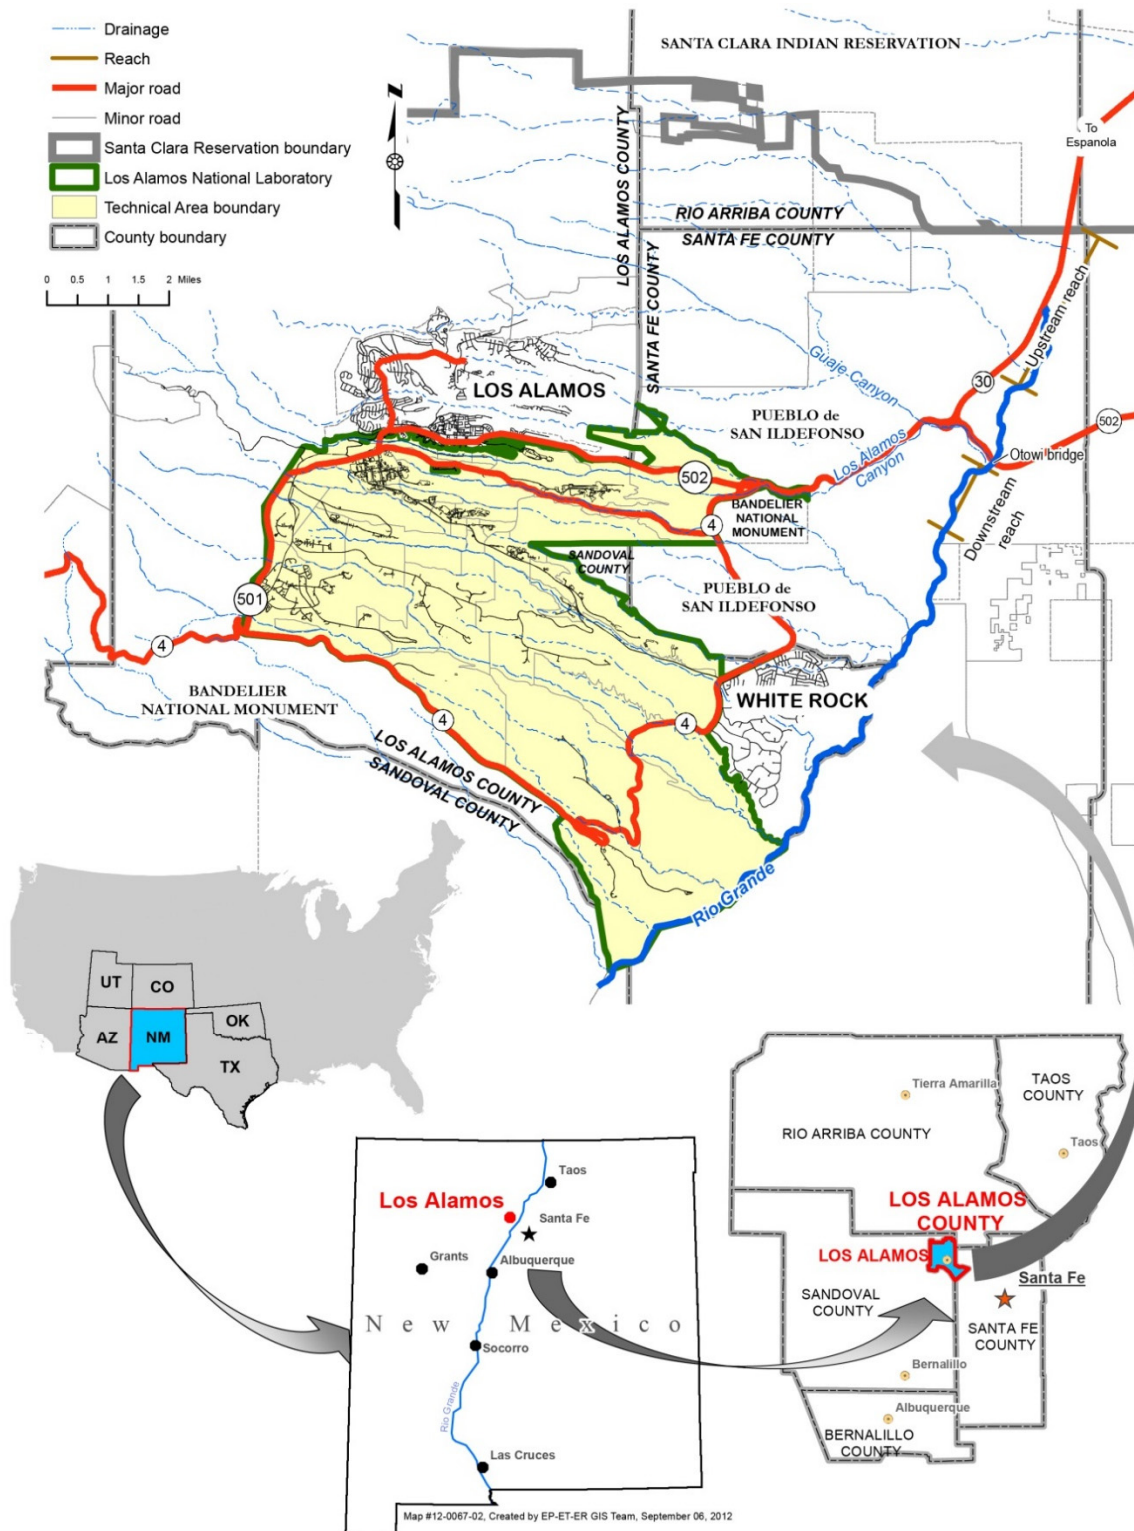 Drainage
Reach
Major road
Minor road
Santa Clara Reservation boundary
Los Alamos National Laboratory
Technical Area boundary
County boundary
0 0.5 1 2 Miles
Z
SANTA CLARA INDIAN RESERVATION
To
Espanola
LOS ALAMOS COUNTY
SANTA FE COUNTY
RIO ARRIBA COUNTY
SANTA FE COUNTY
Upstream reach
Guaje Canyon
30
LOS ALAMOS
PUEBLO de
SAN ILDEFONSO
502
Los Alamos
Canyon
Otowi bridge
502
4
BANDELIER
NATIONAL
MONUMENT
Downstream
reach
SANDOVAL
COUNTY
PUEBLO de
SAN ILDEFONSO
501
4
BANDELIER
NATIONAL MONUMENT
WHITE ROCK
4
4
LOS ALAMOS COUNTY
SANDOVAL COUNTY
Rio Grande
UT
CO
AZ
NM
OK
TX
Taos
Los Alamos
Santa Fe
Grants
Albuquerque
New Mexico
Socorro
Rio Grande
Las Cruces
Map #12-0067-02, Created by EP-ET-ER GIS Team, September 06, 2012
Tierra Amarilla
TAOS
COUNTY
RIO ARRIBA COUNTY
Taos
LOS ALAMOS
COUNTY
LOS ALAMOS
Santa Fe
SANDOVAL
COUNTY
SANTA FE
COUNTY
Bernalillo
Albuquerque
BERNALILLO
COUNTY